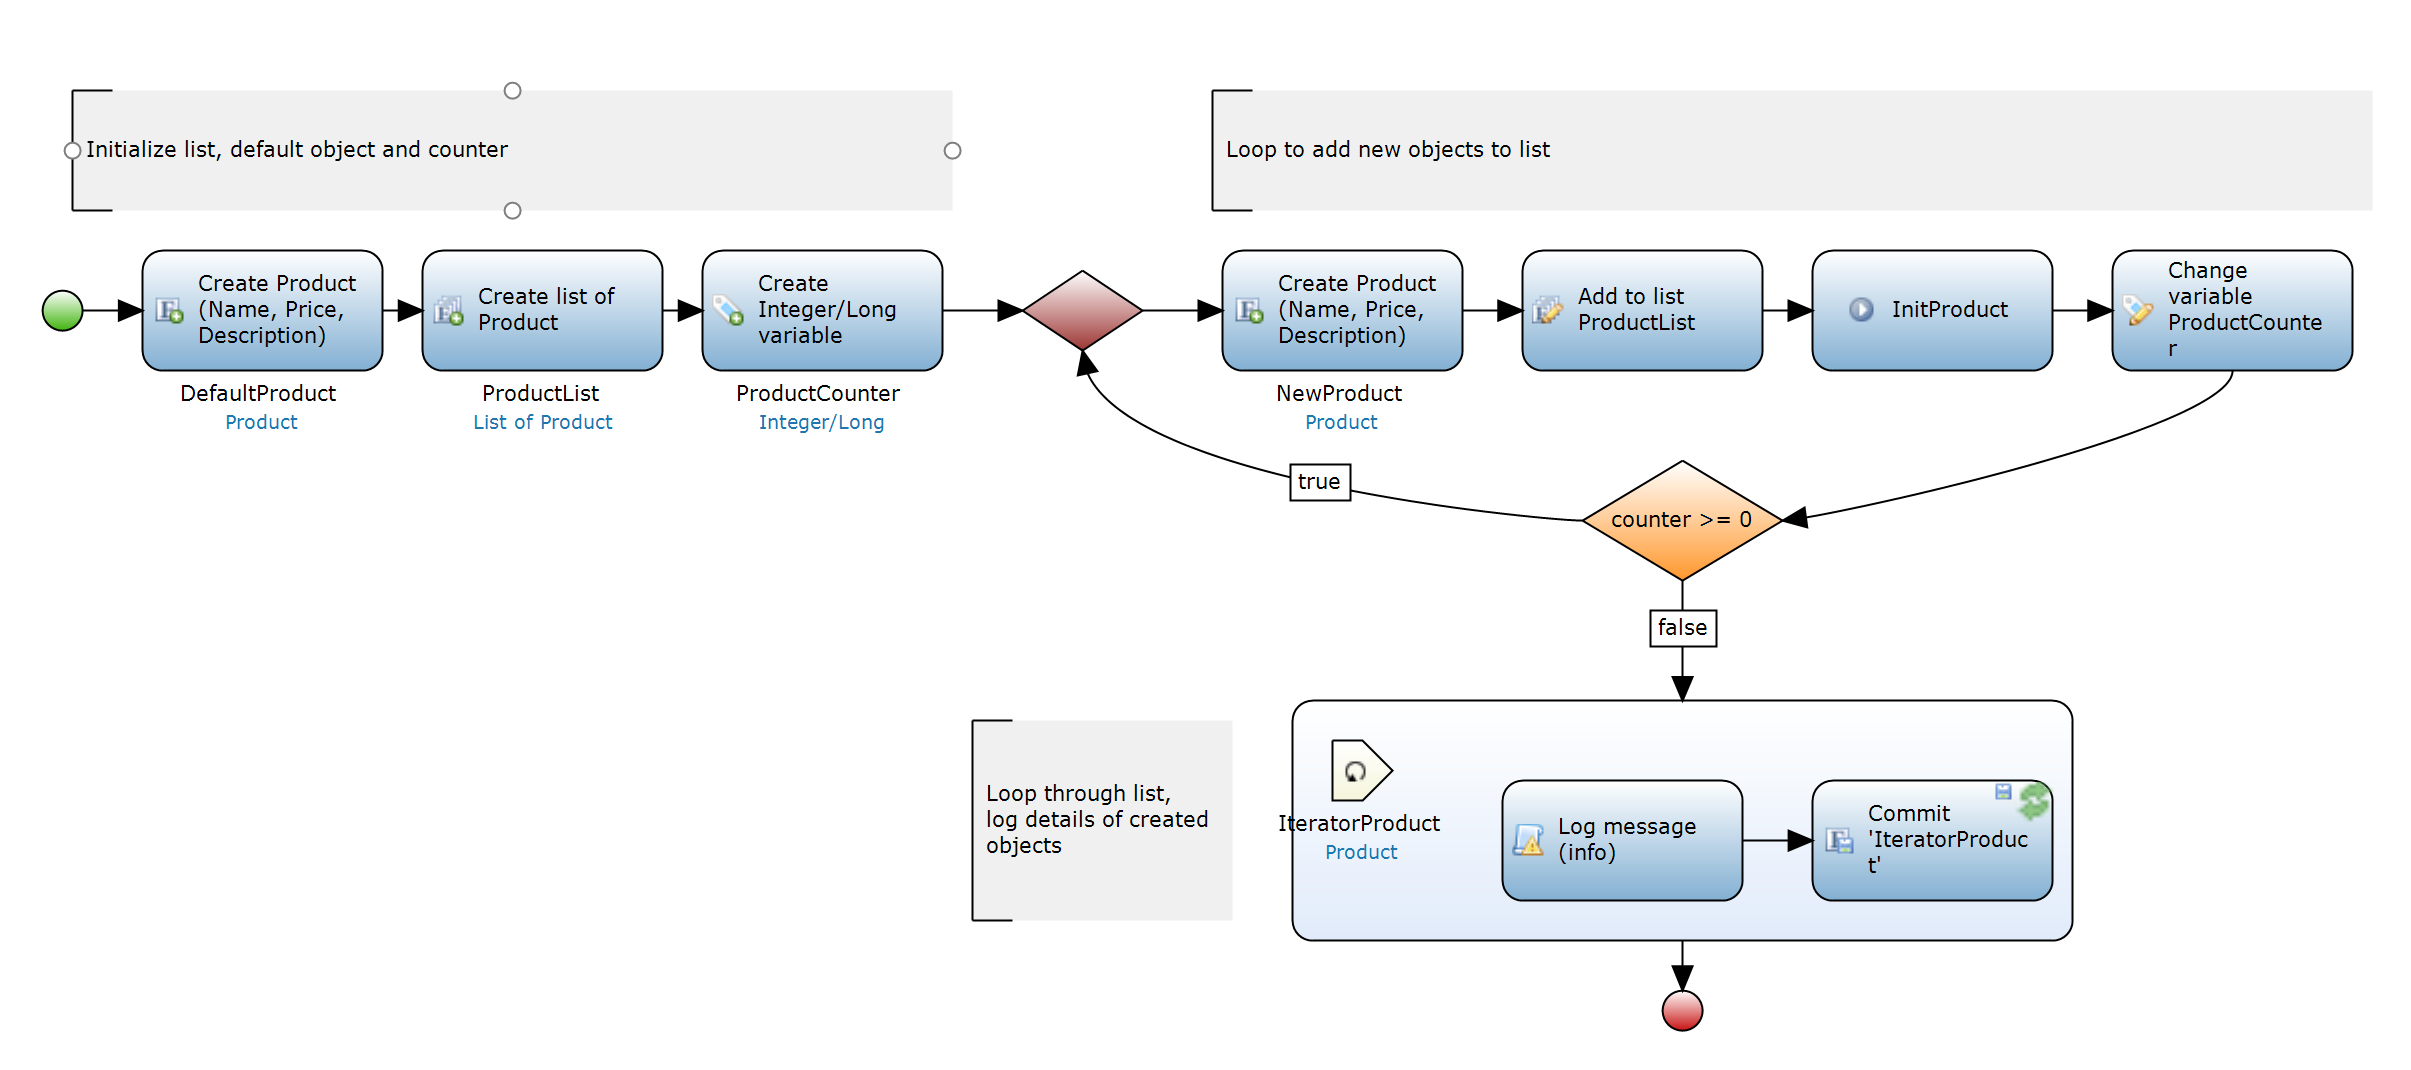 Initialize list, default object and counter
Loop to add new objects to list
Create Product
(Name, Price,
Description)
DefaultProduct
Product
Create list of
Product
ProductList
List of Product
Create
Integer/Long
variable
ProductCounter
Integer/Long
Create Product
(Name, Price,
Description)
NewProduct
Product
Add to list
ProductList
InitProduct
Change
variable
ProductCounte
r
true
counter >= 0
false
Loop through list,
log details of created
objects
IteratorProduct
Product
Log message
(info)
Commit
'IteratorProduc
t'